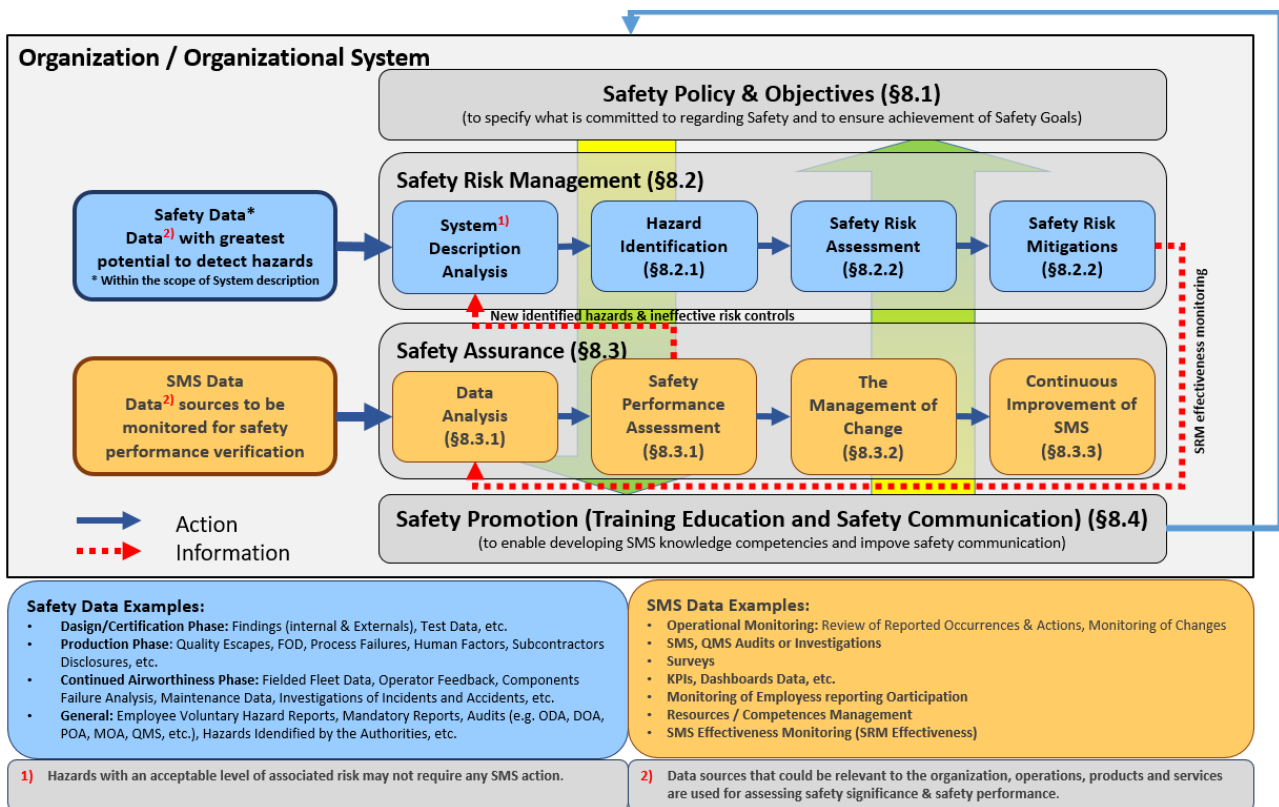 Organization / Organizational System
Safety Policy & Objectives (§8.1)
(to specify what is committed to regarding Safety and to ensure achievement of Safety Goals)
Safety Risk Management (§8.2)
Safety Data*
Data2) with greatest
potential to detect hazards
* Within the scope of System description
System1)
Description
Analysis
Hazard
Identification
(§8.2.1)
Safety Risk
Assessment
(§8.2.2)
Safety Risk
Mitigations
(§8.2.2)
New identified hazards & ineffective risk controls
SRM effectiveness monitoring
Safety Assurance (§8.3)
SMS Data
Data2) sources to be
monitored for safety
performance verification
Data
Analysis
(§8.3.1)
Safety
Performance
Assessment
(§8.3.1)
The
Management of
Change
(§8.3.2)
Continuous
Improvement of
SMS
(§8.3.3)
Safety Promotion (Training Education and Safety Communication) (§8.4)
(to enable developing SMS knowledge competencies and impove safety communication)
Action
Information
Safety Data Examples:
• Dasign/Certification Phase: Findings (internal & Externals), Test Data, etc.
• Production Phase: Quality Escapes, FOD, Process Failures, Human Factors, Subcontractors
Disclosures, etc.
• Continued Airworthiness Phase: Fielded Fleet Data, Operator Feedback, Components
Failure Analysis, Maintenance Data, Investigations of Incidents and Accidents, etc.
• General: Employee Voluntary Hazard Reports, Mandatory Reports, Audits (e.g. ODA, DOA,
POA, MOA, QMS, etc.), Hazards Idendified by the Authorities, etc.
SMS Data Examples:
• Operational Monitoring: Review of Reported Occurrences & Actions, Monitoring of Changes
• SMS, QMS Audits or Investigations
• Surveys
• KPIs, Dashboards Data, etc.
• Monitoring of Employess reporting Oarticipation
• Resources / Competences Management
• SMS Effectiveness Monitoring (SRM Effectiveness)
1) Hazards with an acceptable level of associated risk may not require any SMS action.
2) Data sources that could be relevant to the organization, operations, products and services
are used for assessing safety significance & safety performance.